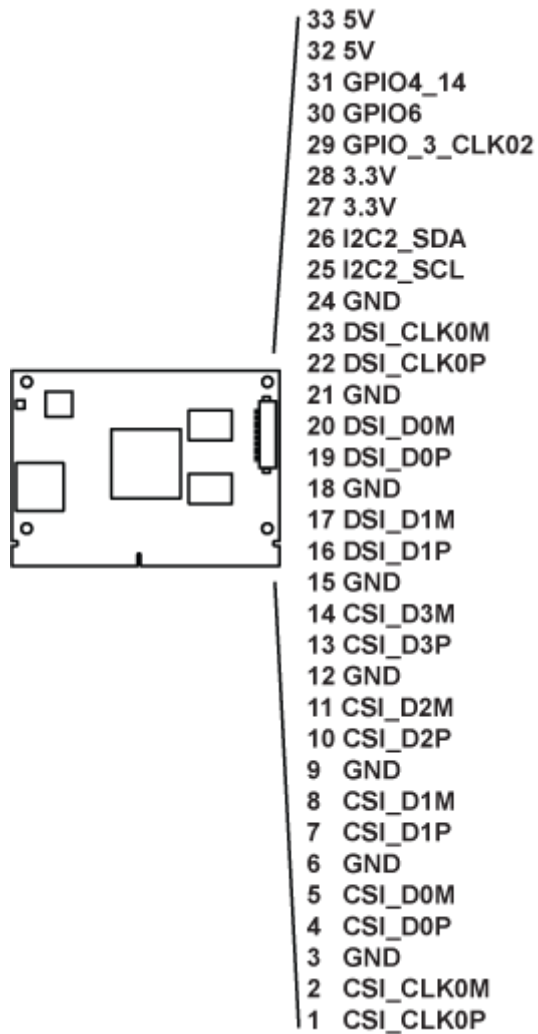 33 5V
32 5V
31 GPIO4_14
30 GPIO6
29 GPIO_3_CLK02
28 3.3V
27 3.3V
26 I2C2_SDA
25 I2C2_SCL
24 GND
23 DSI_CLK0M
22 DSI_CLK0P
21 GND
20 DSI_D0M
19 DSI_D0P
18 GND
17 DSI_D1M
16 DSI_D1P
15 GND
14 CSI_D3M
13 CSI_D3P
12 GND
11 CSI_D2M
10 CSI_D2P
9 GND
8 CSI_D1M
7 CSI_D1P
6 GND
5 CSI_D0M
4 CSI_D0P
3 GND
2 CSI_CLK0M
1 CSI_CLK0P